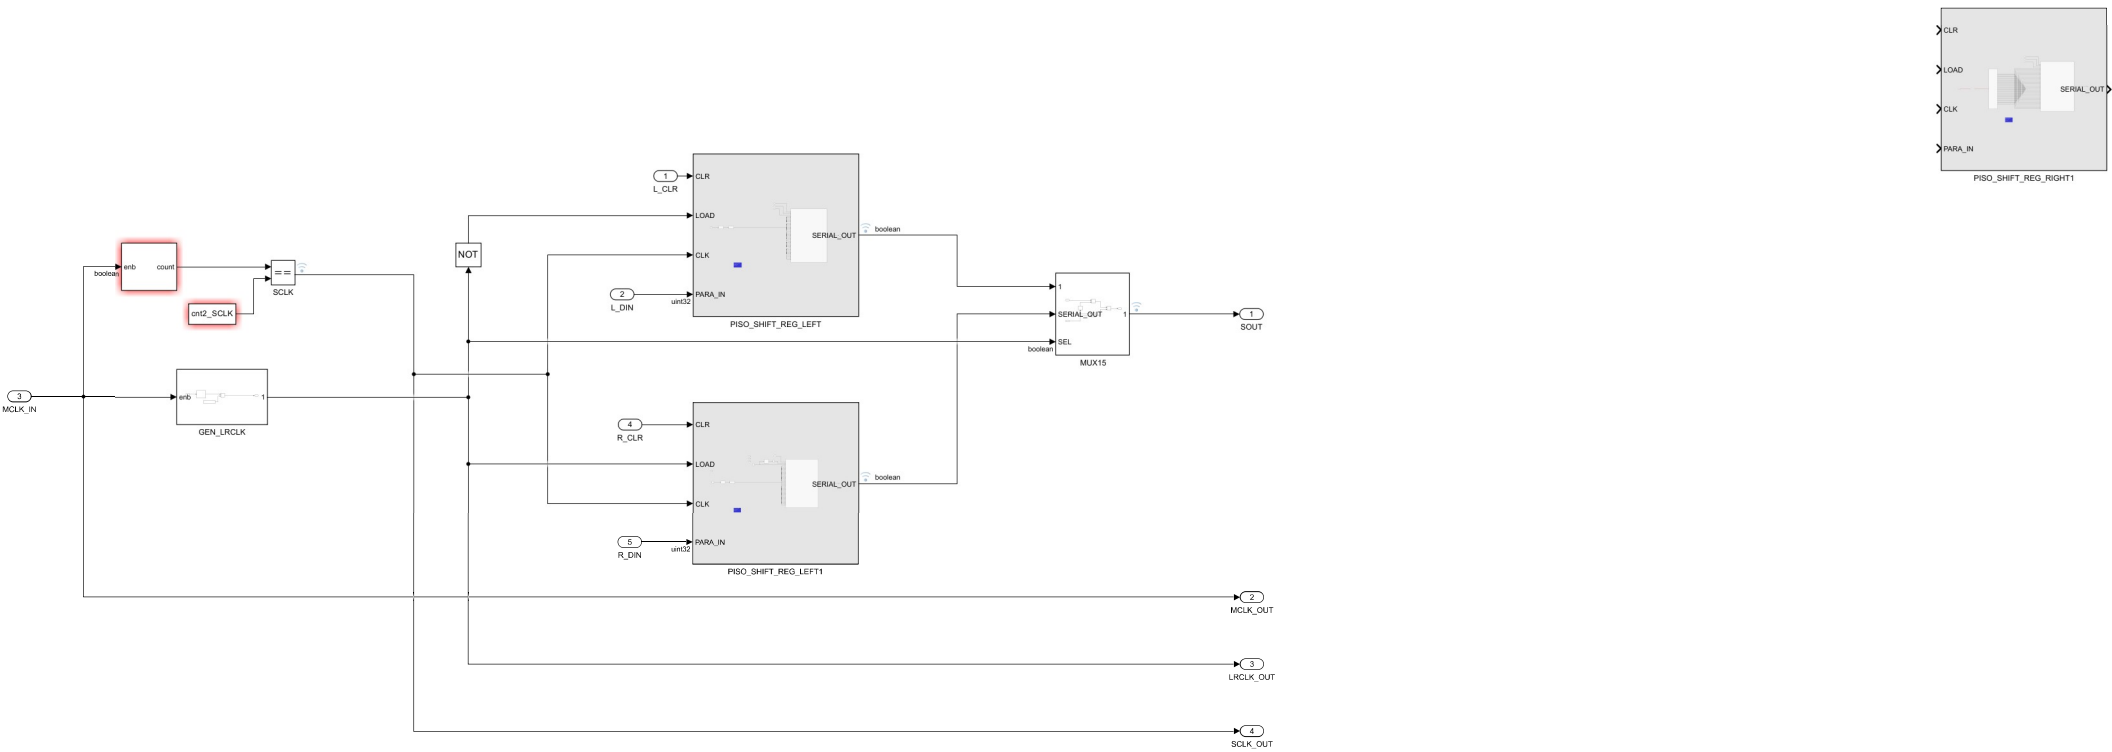 CLR
LOAD
CLK
PARA_IN
SERIAL_OUT
PISO_SHIFT_REG_RIGHT1
1
L_CLR
CLR
LOAD
CLK
PARA_IN
uint32
2
L_DIN
SERIAL_OUT
boolean
PISO_SHIFT_REG_LEFT
NOT
enb
count
boolean
==
SCLK
cnt2_SCLK
1
SERIAL_OUT
SEL
1
boolean
MUX15
1
SOUT
3
MCLK_IN
enb
1
GEN_LRCLK
4
R_CLR
CLR
LOAD
CLK
PARA_IN
uint32
5
R_DIN
SERIAL_OUT
boolean
PISO_SHIFT_REG_LEFT1
2
MCLK_OUT
3
LRCLK_OUT
4
SCLK_OUT